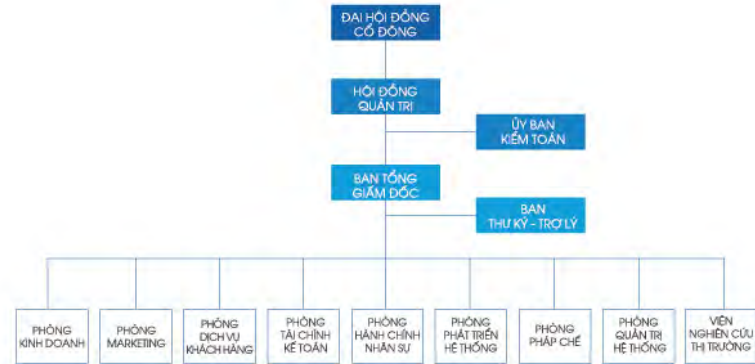 ĐẠI HỘI ĐỒNG
CỔ ĐÔNG
HỘI ĐỒNG
QUẢN TRỊ
ỦY BAN
KIỂM TOÁN
BAN TỔNG
GIÁM ĐỐC
BAN
THƯ KÝ - TRỢ LÝ
PHÒNG
KINH DOANH
PHÒNG
MARKETING
PHÒNG
DỊCH VỤ
KHÁCH HÀNG
PHÒNG
TÀI CHÍNH
KẾ TOÁN
PHÒNG
HÀNH CHÍNH
NHÂN SỰ
PHÒNG
PHÁT TRIỂN
HỆ THỐNG
PHÒNG
PHÁP CHẾ
PHÒNG
QUẢN TRỊ
HỆ THỐNG
VIỆN
NGHIÊN CỨU
THỊ TRƯỜNG